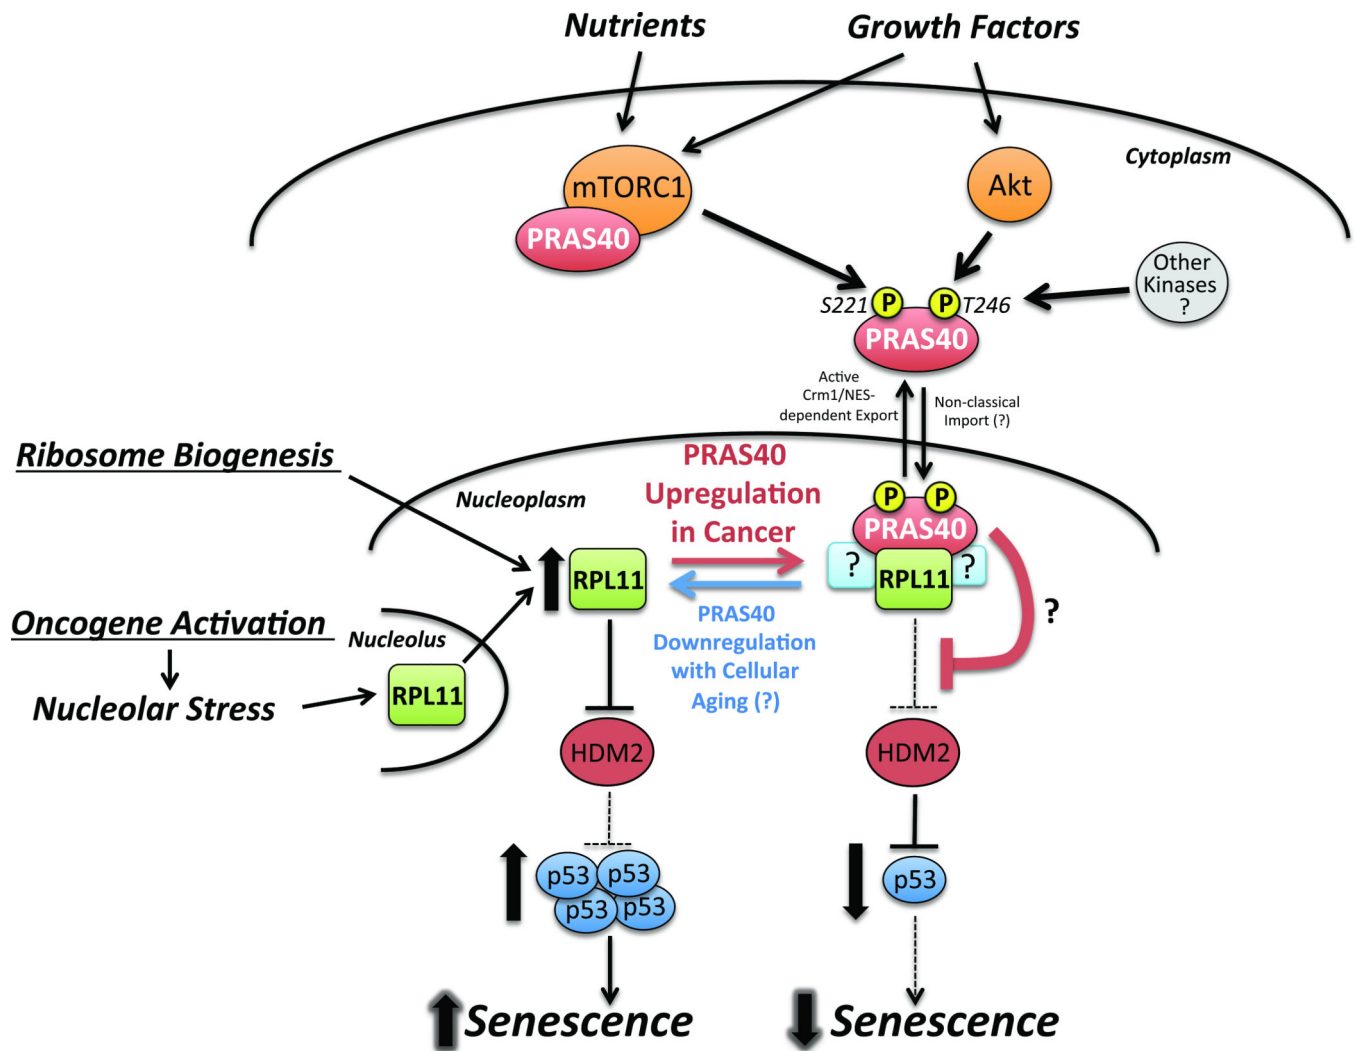 Nutrients
Growth Factors
Cytoplasm
mTORC1
PRAS40
Akt
Other
Kinases
?
S221
P
P
T246
PRAS40
Active
Crm1/NES-
dependent Export
Non-classical
Import (?)
Ribosome Biogenesis
Nucleoplasm
PRAS40
Upregulation
in Cancer
P
P
PRAS40
?
RPL11
?
RPL11
?
PRAS40
Downregulation
with Cellular
Aging (?)
Oncogene Activation
Nucleolus
Nucleolar Stress
RPL11
HDM2
HDM2
p53
p53
p53
p53
p53
Senescence
Senescence